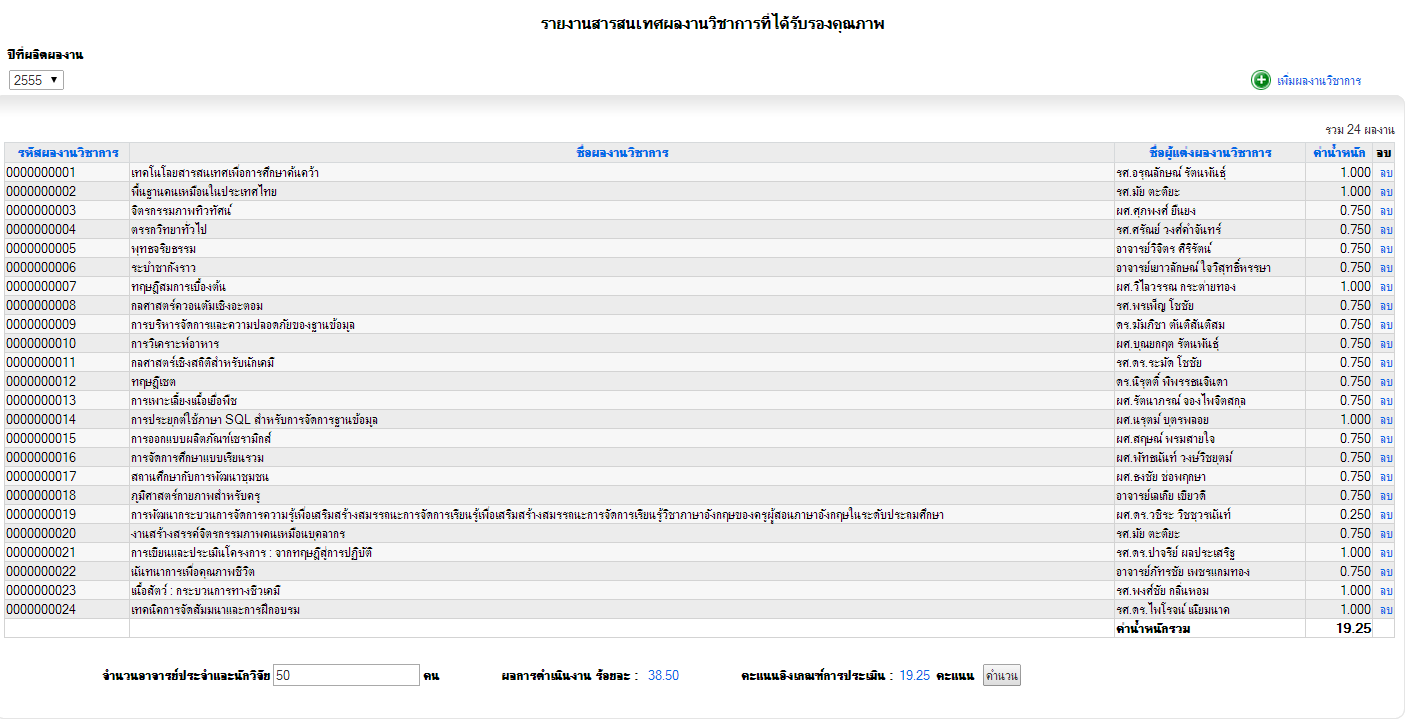 รายงานสารสนเทศผลงานวิชาการที่ได้รับรองคุณภาพ
ปีที่ผลิตผลงาน
2555
เพิ่มผลงานวิชาการ
รวม 24 ผลงาน
รหัสผลงานวิชาการ ชื่อผลงานวิชาการ ชื่อผู้แต่งผลงานวิชาการ ค่าน้ำหนัก ลบ
0000000001 เทคโนโลยสารสนเทศเพื่อการศึกษาค้นคว้า รศ.อรุณลักษณ์ รัตนพันธุ์ 1.000 ลบ
0000000002 พื้นฐานคนเหมือนในประเทศไทย รศ.มัย ตะติยะ 1.000 ลบ
0000000003 จิตรกรรมภาพทิวทัศน์ ผศ.ศุภพงศ์ ยืนยง 0.750 ลบ
0000000004 ตรรกวิทยาทั่วไป รศ.ศรัณย์ วงศ์คำจันทร์ 0.750 ลบ
0000000005 พุทธจริยธรรม อาจารย์วิจิตร ศิริรัตน์ 0.750 ลบ
0000000006 ระบำชากังราว อาจารย์เยาวลักษณ์ ใจวิสุทธิ์หรรษา 0.750 ลบ
0000000007 ทฤษฎีสมการเบื้องต้น ผศ.วิไลวรรณ กระต่ายทอง 1.000 ลบ
0000000008 กลศาสตร์ควอนตัมเชิงอะตอม รศ.พรเพ็ญ โชชัย 0.750 ลบ
0000000009 การบริหารจัดการและความปลอดภัยของฐานข้อมูล ดร.มัมภิชา ตันติสันติสม 0.750 ลบ
0000000010 การวิเคราะห์อาหาร ผศ.บุณยกฤต รัตนพันธุ์ 0.750 ลบ
0000000011 กลศาสตร์เชิงสถิติสำหรับนักเคมี รศ.ดร.ระมัด โชชัย 0.750 ลบ
0000000012 ทฤษฎีเซต ดร.นิรุตติ์ พิพรรธนจินดา 0.750 ลบ
0000000013 การเพาะเลี้ยงเนื้อเยื่อพืช ผศ.รัตนาภรณ์ จองไพจิตสกุล 0.750 ลบ
0000000014 การประยุกต์ใช้ภาษา SQL สำหรับการจัดการฐานข้อมูล ผศ.นรุตม์ บุตรพลอย 1.000 ลบ
0000000015 การออกแบบผลิตภัณฑ์เซรามิกส์ ผศ.สฤษณ์ พรมสายใจ 0.750 ลบ
0000000016 การจัดการศึกษาแบบเรียนรวม ผศ.พัทธนันท์ วงษ์วิชยุตม์ 0.750 ลบ
0000000017 สถานศึกษากับการพัฒนาชุมชน ผศ.ธงชัย ช่อพฤกษา 0.750 ลบ
0000000018 ภูมิศาสตร์กายภาพสำหรับครู อาจารย์เฉเกีย เขียวดี 0.750 ลบ
0000000019 การพัฒนากระบวนการจัดการความรู้เพื่อเสริมสร้างสมรรถนะการจัดการเรียนรู้เพื่อเสริมสร้างสมรรถนะการจัดการเรียนรู้วิชาภาษาอังกฤษของครูผู้สอนภาษาอังกฤษในระดับประถมศึกษา ผศ.ดร.วชิระ วิชชุวรนันท์ 0.250 ลบ
0000000020 งานสร้างสรรค์จิตรกรรมภาพคนเหมือนบุคลากร รศ.มัย ตะติยะ 0.750 ลบ
0000000021 การเขียนและประเมินโครงการ : จากทฤษฎีสู่การปฏิบัติ รศ.ดร.ปาจรีย์ ผลประเสริฐ 1.000 ลบ
0000000022 นันทนาการเพื่อคุณภาพชีวิต อาจารย์ภัทรชัย เพชรแกมทอง 0.750 ลบ
0000000023 เนื้อสัตว์ : กระบวนการทางชีวเคมี รศ.พงศ์ชัย กลิ่นหอม 1.000 ลบ
0000000024 เทคนิคการจัดสัมมนาและการฝึกอบรม รศ.ดร.ไพโรจน์ เนียมนาค 1.000 ลบ
ค่าน้ำหนักรวม 19.25
จำนวนอาจารย์ประจำและนักวิจัย 50 คน ผลการดำเนินงาน ร้อยละ : 38.50 คะแนนอิงเกณฑ์การประเมิน : 19.25 คะแนน คำนวน